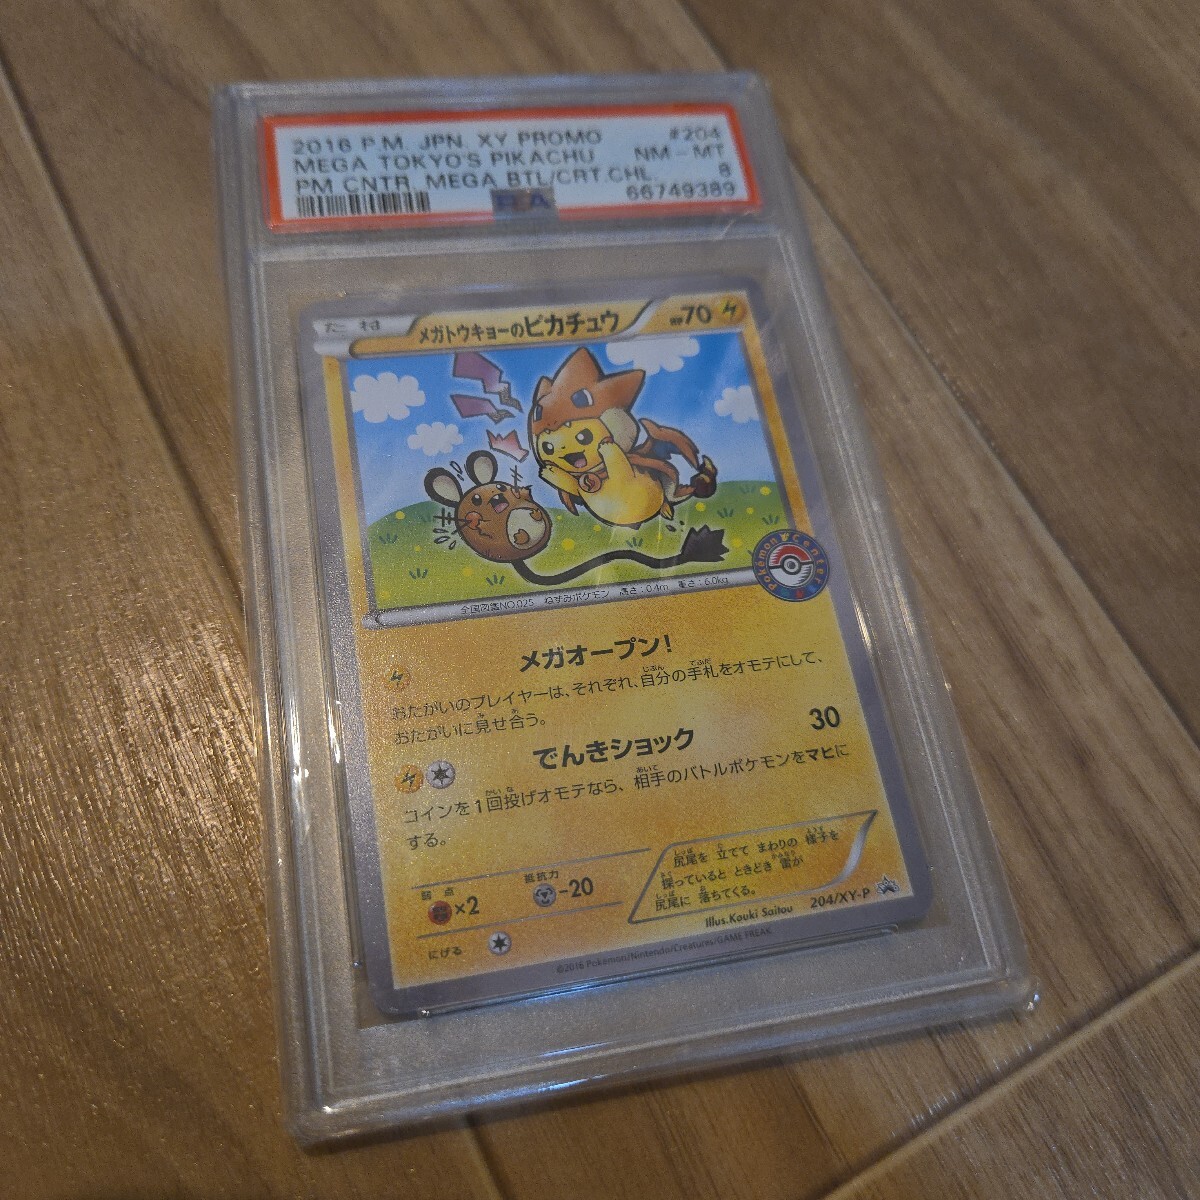 2016 P.M. JPN. XY PROMO #204
MEGA TOKYO'S PIKACHU NM-MT
PM CNTR. MEGA BTL/CRT.CHL. 8
PSA 66749389
たね
メガトウキョーのピカチュウ HP70
Pokémon Center
全国図鑑NO.025 ねずみポケモン 高さ:0.4m 重さ:6.0kg
メガオープン!
おたがいのプレイヤーは、それぞれ、自分の手札をオモテにして、
おたがいに見せ合う。
でんきショック 30
コインを1回投げオモテなら、相手のバトルポケモンをマヒに
する。
弱点 ×2 抵抗力 -20
にげる
尻尾を 立てて まわりの 様子を
探っていると ときどき 雷が
尻尾に 落ちてくる。
Illus.Kouki Saitou 204/XY-P
©2016 Pokémon/Nintendo/Creatures/GAME FREAK.